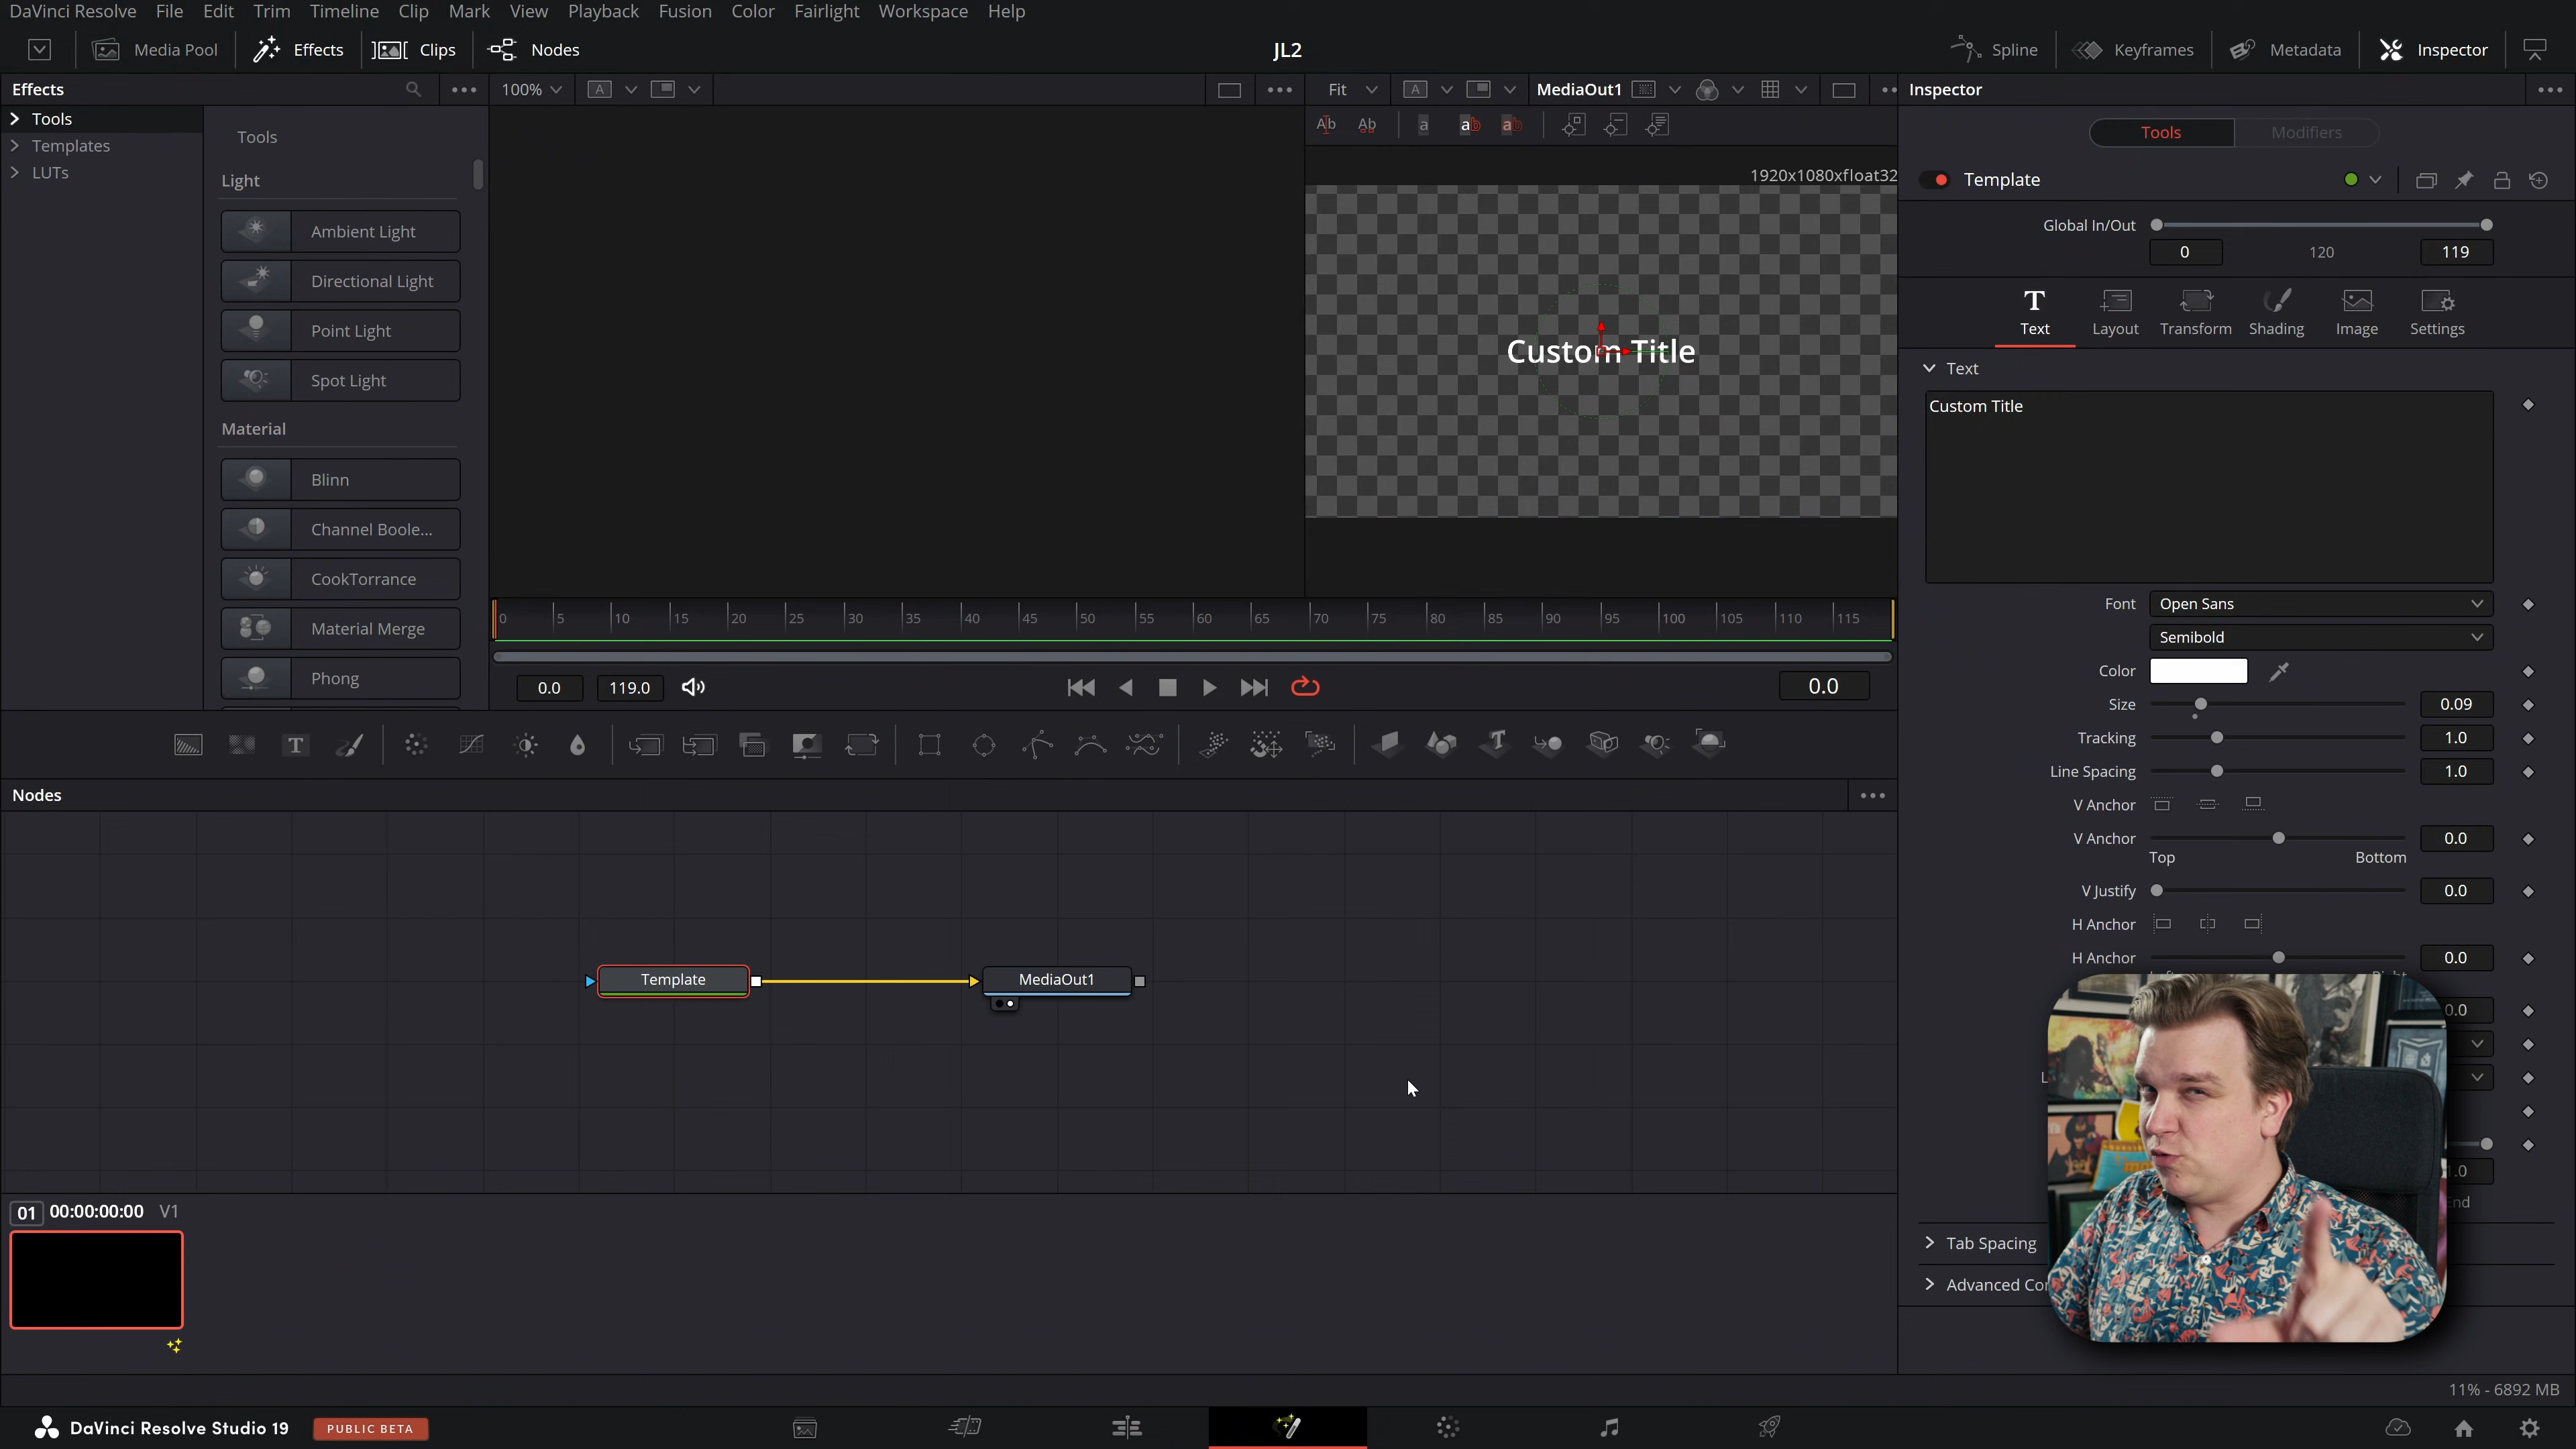 DaVinci Resolve File Edit Trim Timeline Clip Mark View Playback Fusion Color Fairlight Workspace Help
Media Pool Effects Clips Nodes JL2 Spline Keyframes Metadata Inspector
Effects 100% A Fit A MediaOut1 Inspector
Tools
Templates
LUTs
Tools
Light
Ambient Light
Directional Light
Point Light
Spot Light
Material
Blinn
Channel Boole...
CookTorrance
Material Merge
Phong
Ab Ab a ab ab
1920x1080xfloat32
Custom Title
0 5 10 15 20 25 30 35 40 45 50 55 60 65 70 75 80 85 90 95 100 105 110 115
0.0 119.0 0.0
T T
Nodes
Template MediaOut1
01 00:00:00:00 V1
Tools Modifiers
Template
Global In/Out
0 120 119
T
Text Layout Transform Shading Image Settings
Text
Custom Title
Font Open Sans
Semibold
Color
Size 0.09
Tracking 1.0
Line Spacing 1.0
V Anchor
V Anchor 0.0
Top Bottom
V Justify 0.0
H Anchor
H Anchor 0.0
0.0
Tab Spacing
Advanced Co
11% - 6892 MB
DaVinci Resolve Studio 19 PUBLIC BETA